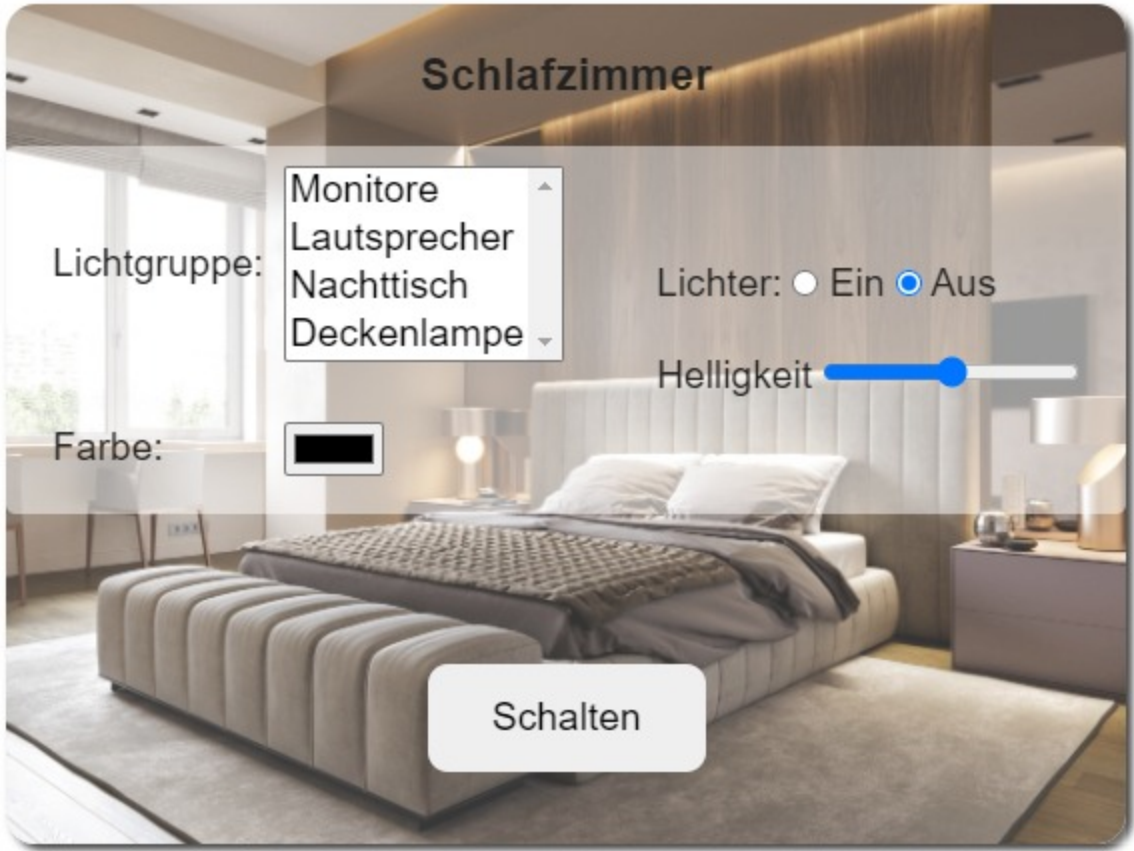 Schlafzimmer
Lichtgruppe:
Monitore
Lautsprecher
Nachttisch
Deckenlampe
Lichter: Ein Aus
Helligkeit
Farbe:
Schalten